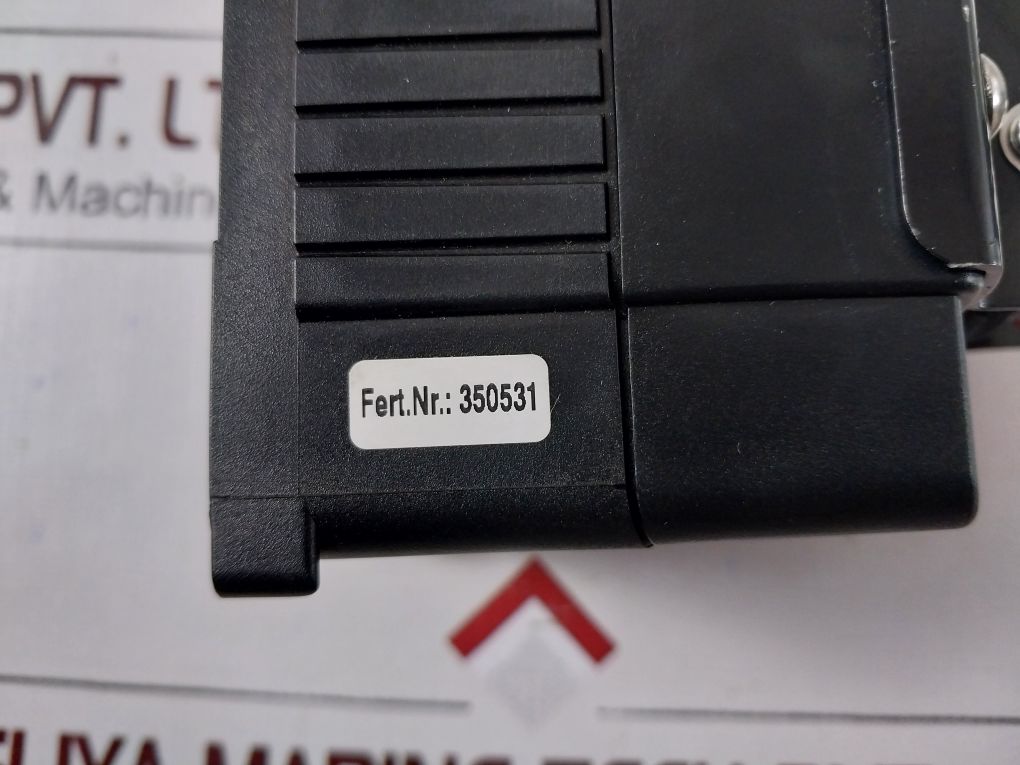 PVT. LT
& Machin
Fert.Nr.: 350531